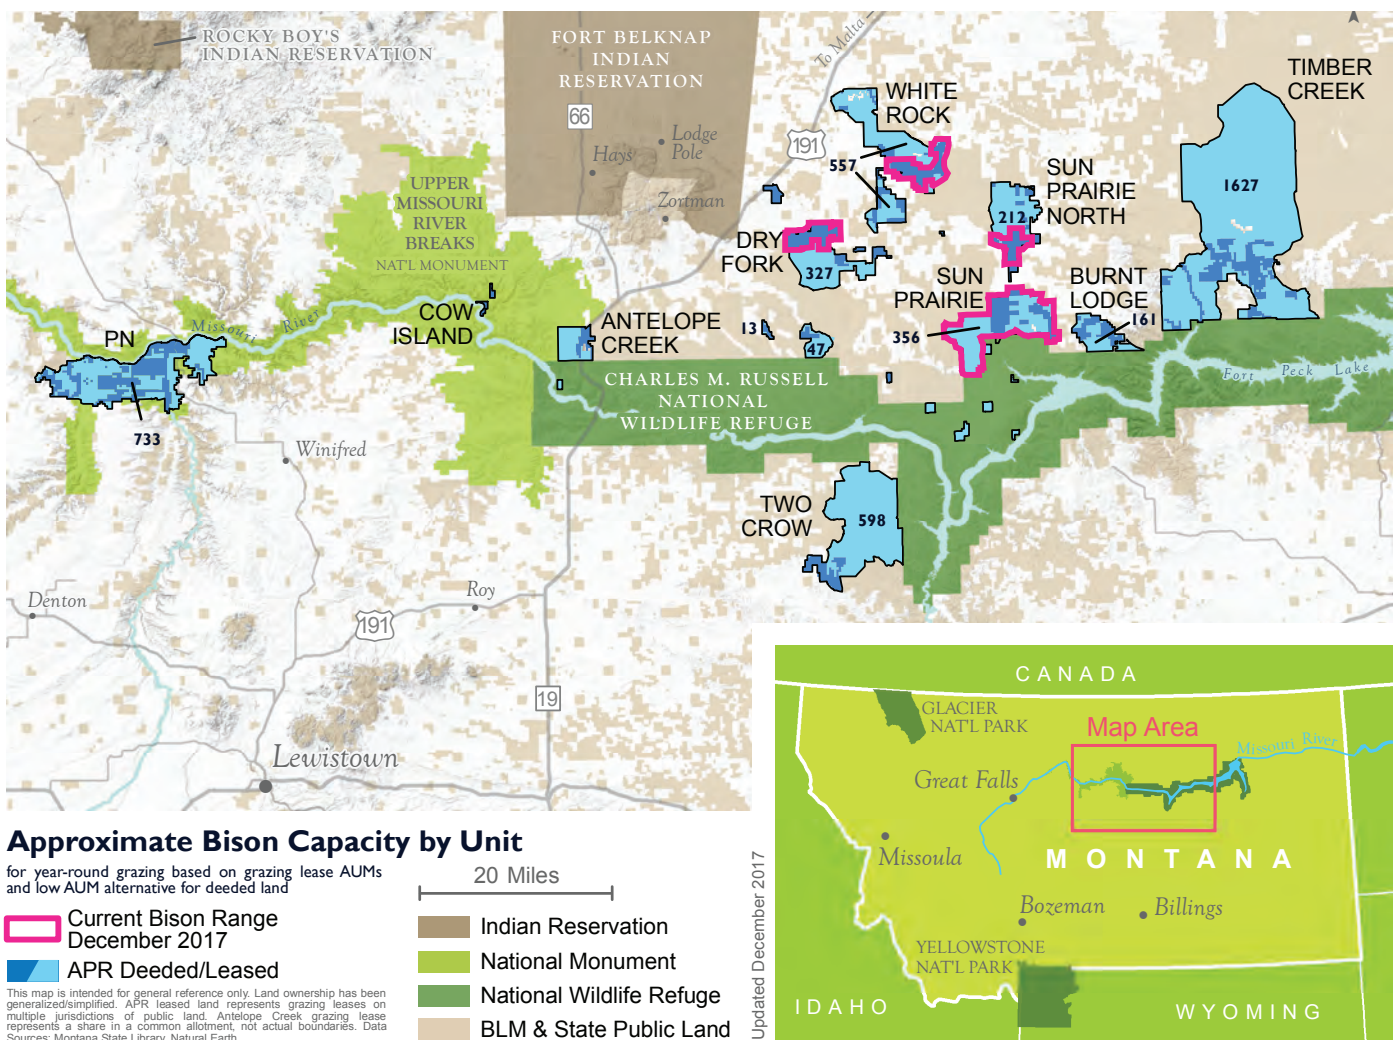 ROCKY BOY'S
INDIAN RESERVATION
FORT BELKNAP
INDIAN
RESERVATION
To Malta
66
Lodge
Pole
Hays
Zortman
191
WHITE
ROCK
557
TIMBER
CREEK
1627
SUN
PRAIRIE
NORTH
212
UPPER
MISSOURI
RIVER
BREAKS
NAT'L MONUMENT
DRY
FORK
327
SUN
PRAIRIE
356
BURNT
LODGE
161
COW
ISLAND
ANTELOPE
CREEK
13
47
PN
Missouri River
733
CHARLES M. RUSSELL
NATIONAL
WILDLIFE REFUGE
Fort Peck Lake
Winifred
TWO
CROW
598
Denton
Roy
191
19
Lewistown
CANADA
GLACIER
NAT'L PARK
Map Area
Missouri River
Great Falls
Missoula
MONTANA
Bozeman
Billings
YELLOWSTONE
NAT'L PARK
IDAHO
WYOMING
Approximate Bison Capacity by Unit
for year-round grazing based on grazing lease AUMs
and low AUM alternative for deeded land
Current Bison Range
December 2017
APR Deeded/Leased
This map is intended for general reference only. Land ownership has been
generalized/simplified. APR leased land represents grazing leases on
multiple jurisdictions of public land. Antelope Creek grazing lease
represents a share in a common allotment, not actual boundaries. Data
Sources: Montana State Library, Natural Earth
20 Miles
Indian Reservation
National Monument
National Wildlife Refuge
BLM & State Public Land
Updated December 2017